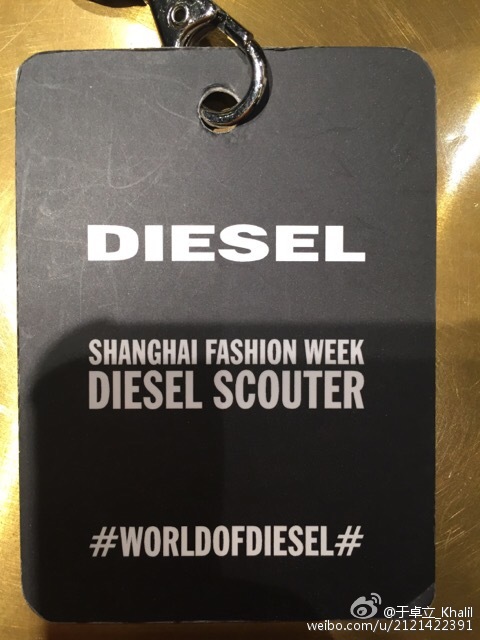 DIESEL
SHANGHAI FASHION WEEK
DIESEL SCOUTER
#WORLDOFDIESEL#
@于卓立_Khalil
weibo.com/u/2121422391